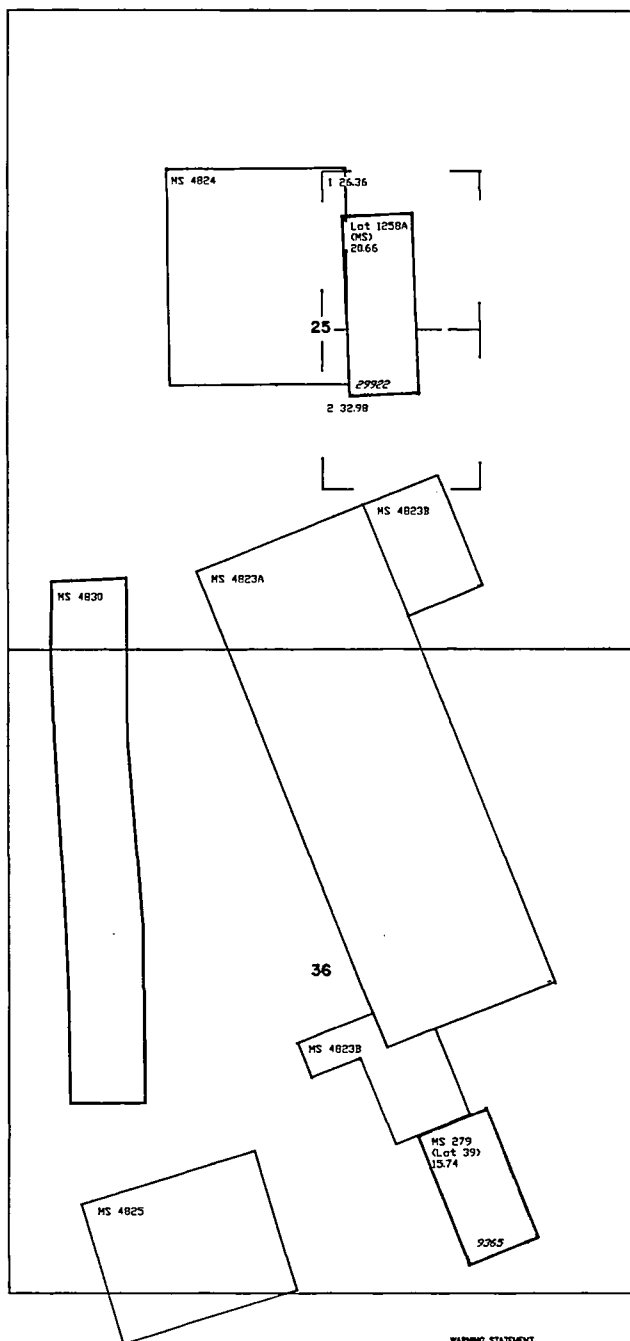 MS 4824
1 26.36
Lot 1258A
(MS)
20.66
25
29922
2 32.98
MS 4823B
MS 4823A
MS 4830
36
MS 4823B
MS 279
(Lot 39)
15.74
MS 4825
9365
WARNING STATEMENT